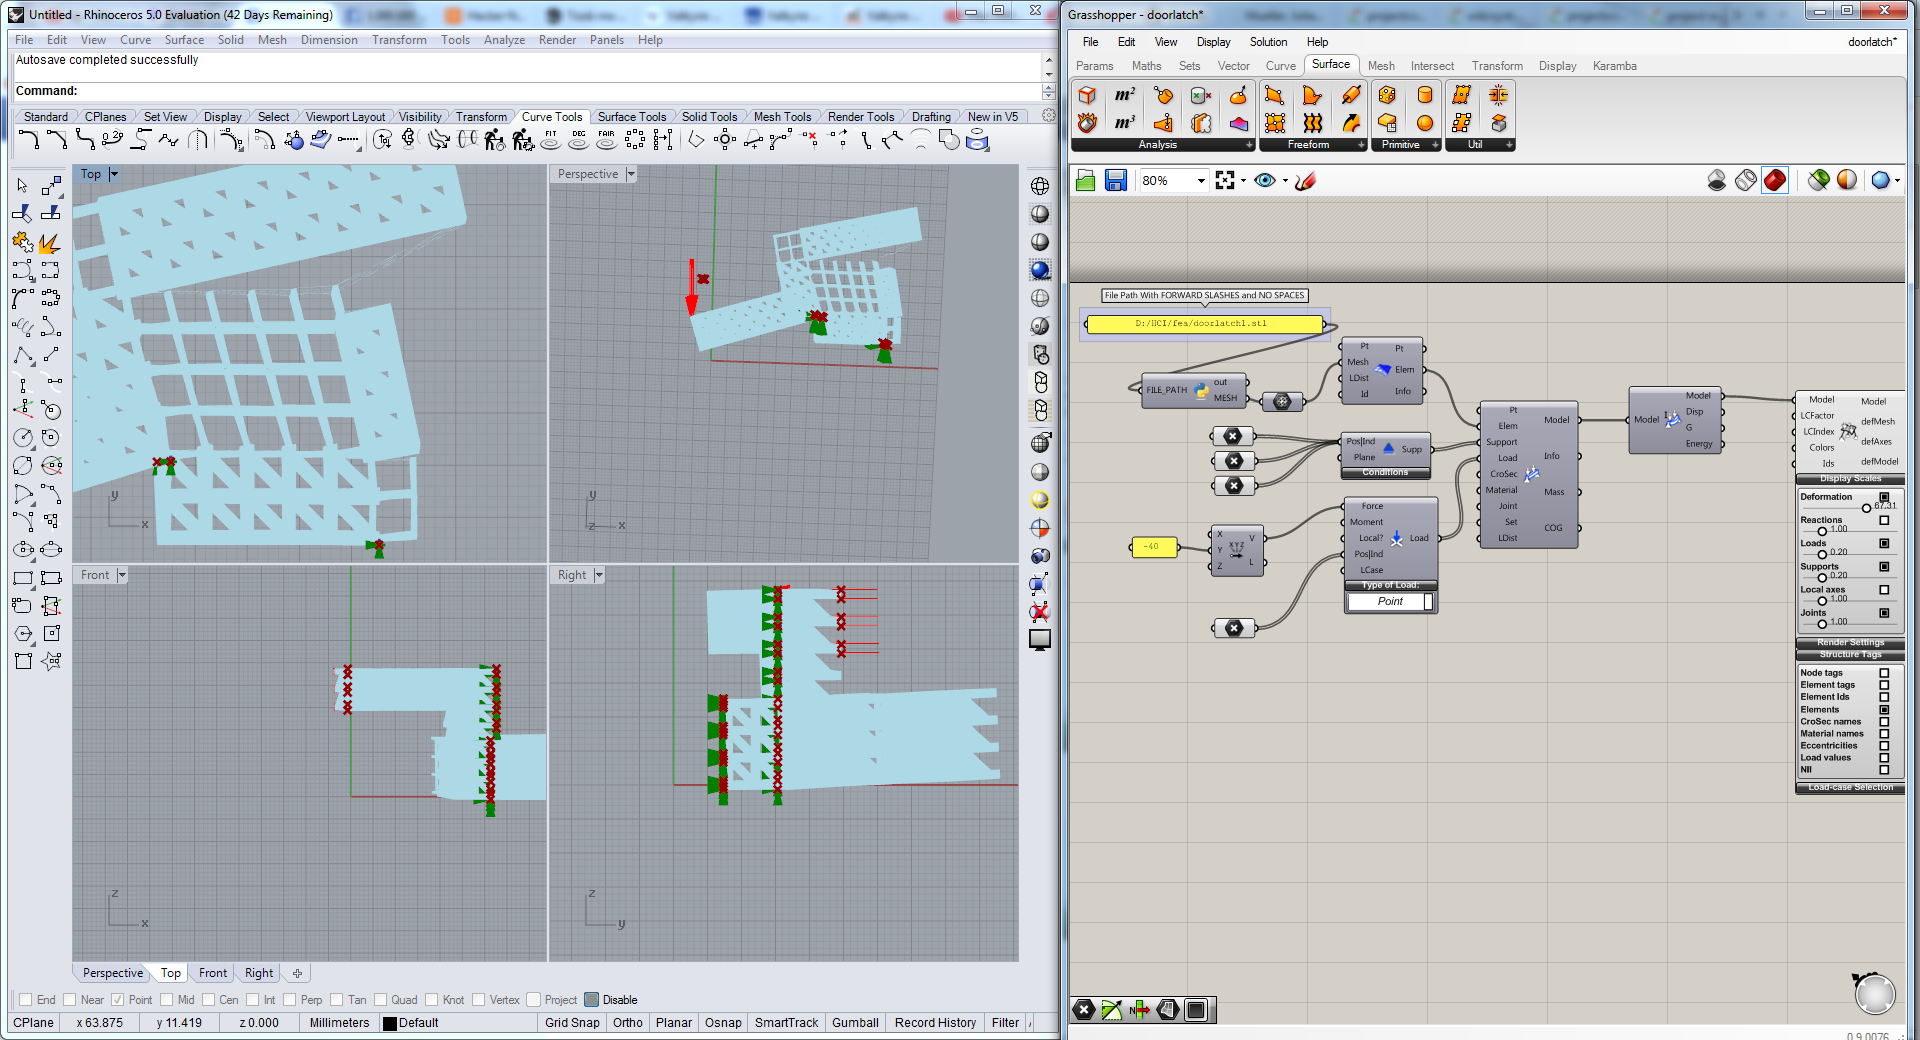 Untitled - Rhinoceros 5.0 Evaluation (42 Days Remaining)
File Edit View Curve Surface Solid Mesh Dimension Transform Tools Analyze Render Panels Help
Autosave completed successfully
Command:
Standard CPlanes Set View Display Select Viewport Layout Visibility Transform Curve Tools Surface Tools Solid Tools Mesh Tools Render Tools Drafting New in V5
FIT DEG FAIR
Top
y
x
Perspective
y
z x
Front
z
x
Right
z
y
Perspective Top Front Right
End Near Point Mid Cen Int Perp Tan Quad Knot Vertex Project Disable
CPlane x 63.875 y 11.419 z 0.000 Millimeters Default Grid Snap Ortho Planar Osnap SmartTrack Gumball Record History Filter
Grasshopper - doorlatch*
File Edit View Display Solution Help doorlatch*
Params Maths Sets Vector Curve Surface Mesh Intersect Transform Display Karamba
m²
m³
Analysis Freeform Primitive Util
80%
File Path With FORWARD SLASHES and NO SPACES
D:/HCI/fea/doorlatch1.stl
FILE_PATH out MESH
Pt Mesh LDist Id Pt Elem Info
Pos|Ind Plane Supp
Conditions
-40
X Y Z XYZ V L
Force Moment Local? Pos|Ind LCase Load
Type of Load:
Point
Pt Elem Support Load CroSec Material Joint Set LDist Model Info Mass COG
Model Model Disp G Energy
Model LCFactor LCIndex Colors Ids Model defMesh defAxes defModel
Display Scales
Deformation
67.31
Reactions
1.00
Loads
0.20
Supports
0.20
Local axes
1.00
Joints
1.00
Render Settings
Structure Tags
Node tags
Element tags
Element Ids
Elements
CroSec names
Material names
Eccentricities
Load values
NII
Load-case Selection
N
0.9.0076